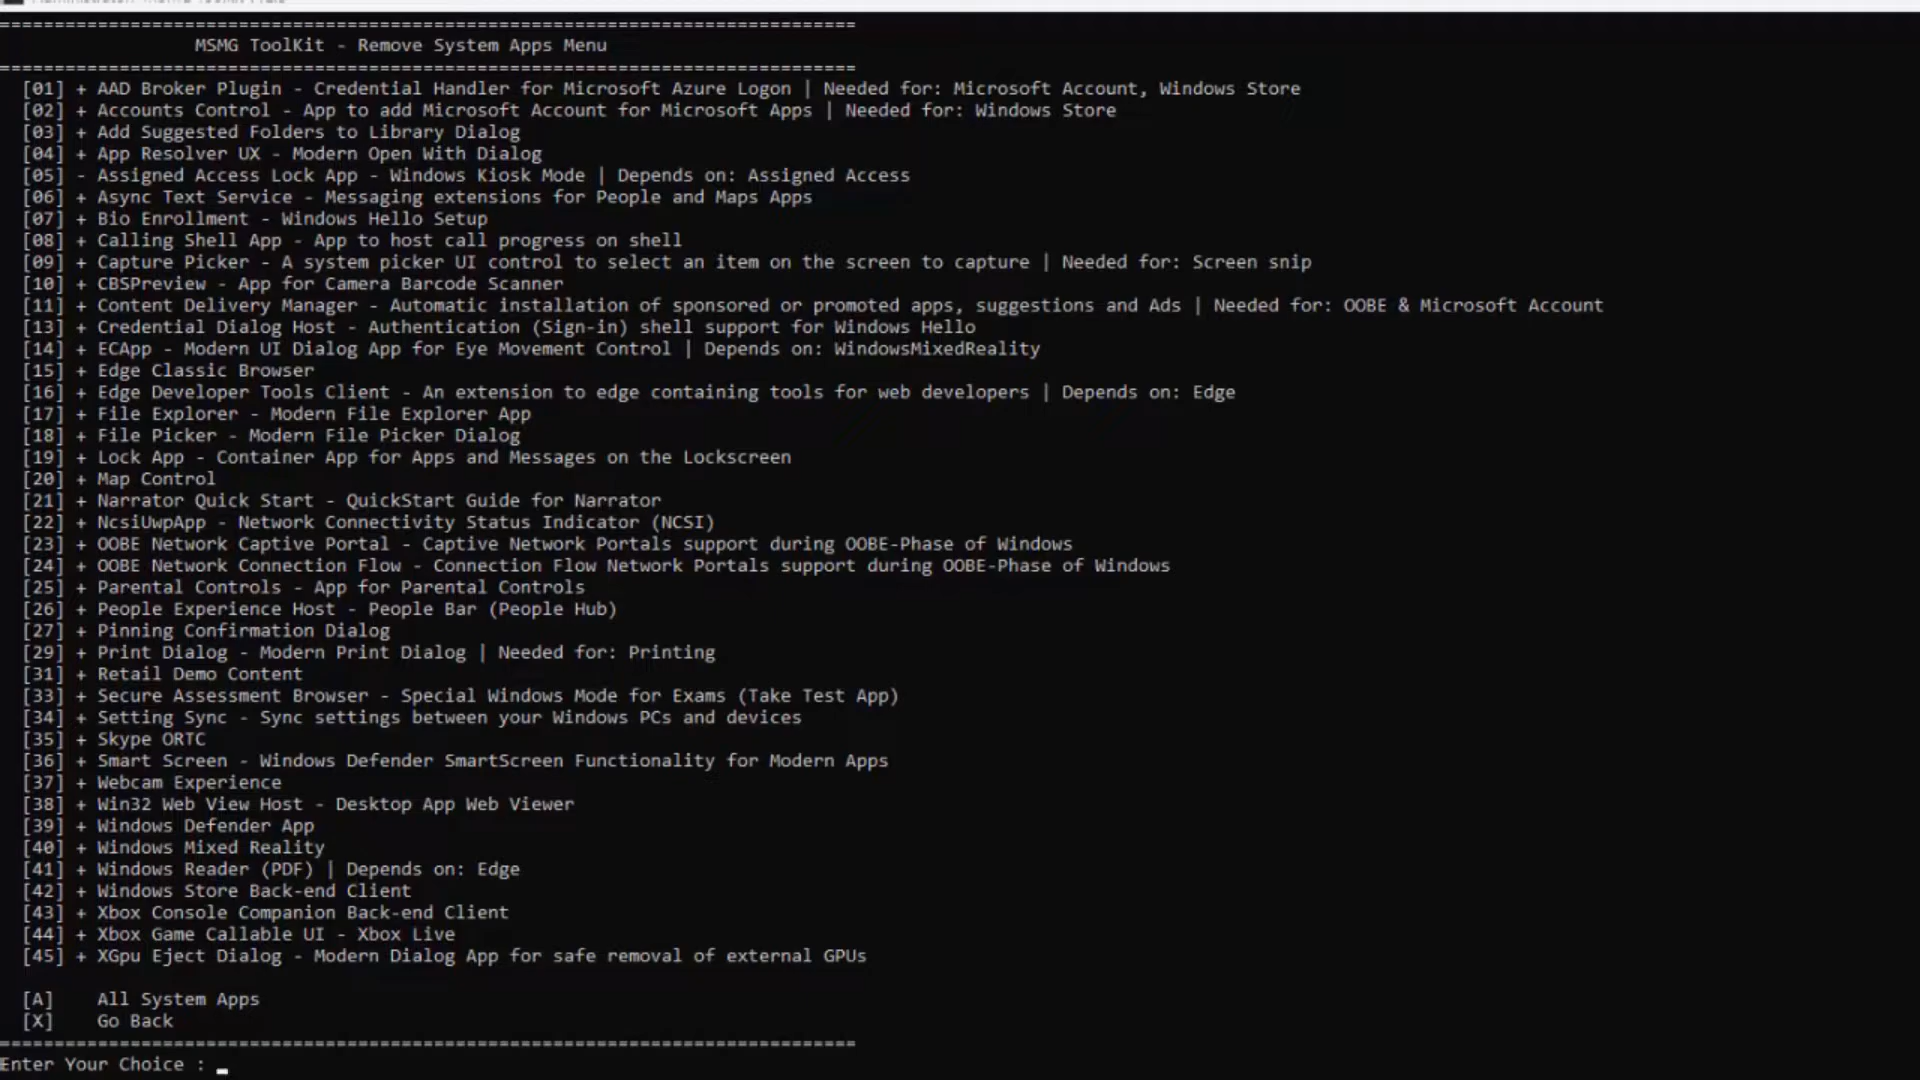 ================================================================================
MSMG ToolKit - Remove System Apps Menu
================================================================================
[01] + AAD Broker Plugin - Credential Handler for Microsoft Azure Logon | Needed for: Microsoft Account, Windows Store
[02] + Accounts Control - App to add Microsoft Account for Microsoft Apps | Needed for: Windows Store
[03] + Add Suggested Folders to Library Dialog
[04] + App Resolver UX - Modern Open With Dialog
[05] - Assigned Access Lock App - Windows Kiosk Mode | Depends on: Assigned Access
[06] + Async Text Service - Messaging extensions for People and Maps Apps
[07] + Bio Enrollment - Windows Hello Setup
[08] + Calling Shell App - App to host call progress on shell
[09] + Capture Picker - A system picker UI control to select an item on the screen to capture | Needed for: Screen snip
[10] + CBSPreview - App for Camera Barcode Scanner
[11] + Content Delivery Manager - Automatic installation of sponsored or promoted apps, suggestions and Ads | Needed for: OOBE & Microsoft Account
[13] + Credential Dialog Host - Authentication (Sign-in) shell support for Windows Hello
[14] + ECApp - Modern UI Dialog App for Eye Movement Control | Depends on: WindowsMixedReality
[15] + Edge Classic Browser
[16] + Edge Developer Tools Client - An extension to edge containing tools for web developers | Depends on: Edge
[17] + File Explorer - Modern File Explorer App
[18] + File Picker - Modern File Picker Dialog
[19] + Lock App - Container App for Apps and Messages on the Lockscreen
[20] + Map Control
[21] + Narrator Quick Start - QuickStart Guide for Narrator
[22] + NcsiUwpApp - Network Connectivity Status Indicator (NCSI)
[23] + OOBE Network Captive Portal - Captive Network Portals support during OOBE-Phase of Windows
[24] + OOBE Network Connection Flow - Connection Flow Network Portals support during OOBE-Phase of Windows
[25] + Parental Controls - App for Parental Controls
[26] + People Experience Host - People Bar (People Hub)
[27] + Pinning Confirmation Dialog
[29] + Print Dialog - Modern Print Dialog | Needed for: Printing
[31] + Retail Demo Content
[33] + Secure Assessment Browser - Special Windows Mode for Exams (Take Test App)
[34] + Setting Sync - Sync settings between your Windows PCs and devices
[35] + Skype ORTC
[36] + Smart Screen - Windows Defender SmartScreen Functionality for Modern Apps
[37] + Webcam Experience
[38] + Win32 Web View Host - Desktop App Web Viewer
[39] + Windows Defender App
[40] + Windows Mixed Reality
[41] + Windows Reader (PDF) | Depends on: Edge
[42] + Windows Store Back-end Client
[43] + Xbox Console Companion Back-end Client
[44] + Xbox Game Callable UI - Xbox Live
[45] + XGpu Eject Dialog - Modern Dialog App for safe removal of external GPUs
[A] All System Apps
[X] Go Back
================================================================================
Enter Your Choice : _